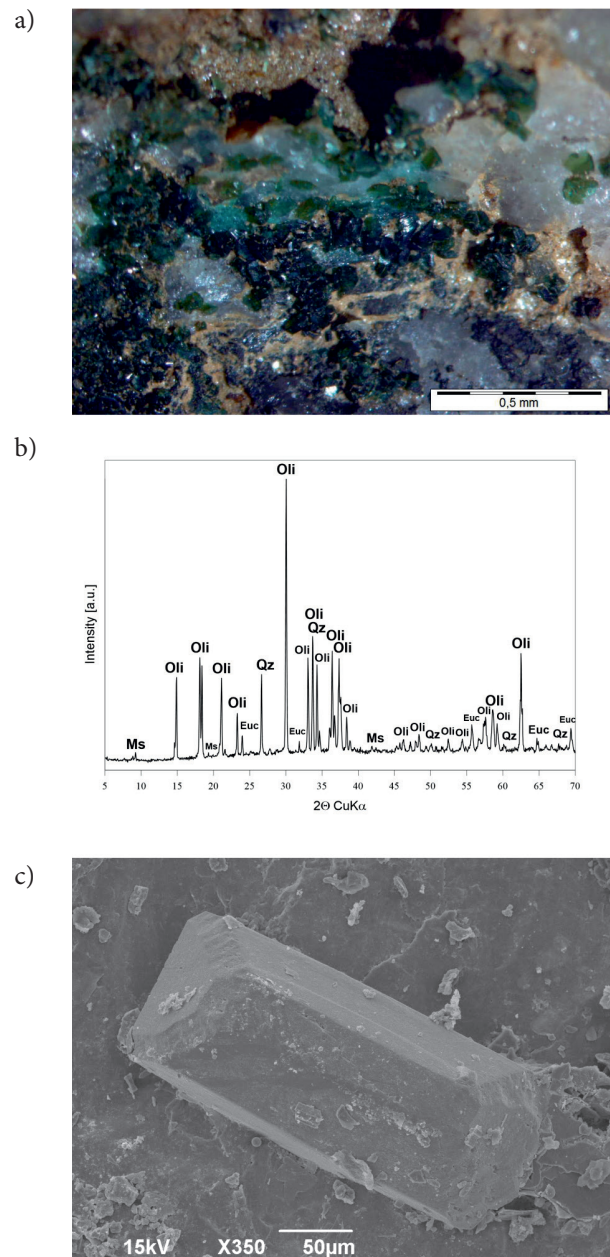 a)
0,5 mm
b)
Intensity [a.u.]
Oli
Oli
Qz
Oli
Oli
Oli
Oli
Oli
Oli
Qz
Oli
Oli
Oli
Oli
Oli
Euc
Euc
Oli
Oli
Euc
Oli
Oli
Ms
Ms
Ms
Oli
Oli
Qz
Oli
Oli
Qz
Euc
Qz
Euc
5 10 15 20 25 30 35 40 45 50 55 60 65 70
2Θ CuKα
c)
15kV X350 50µm